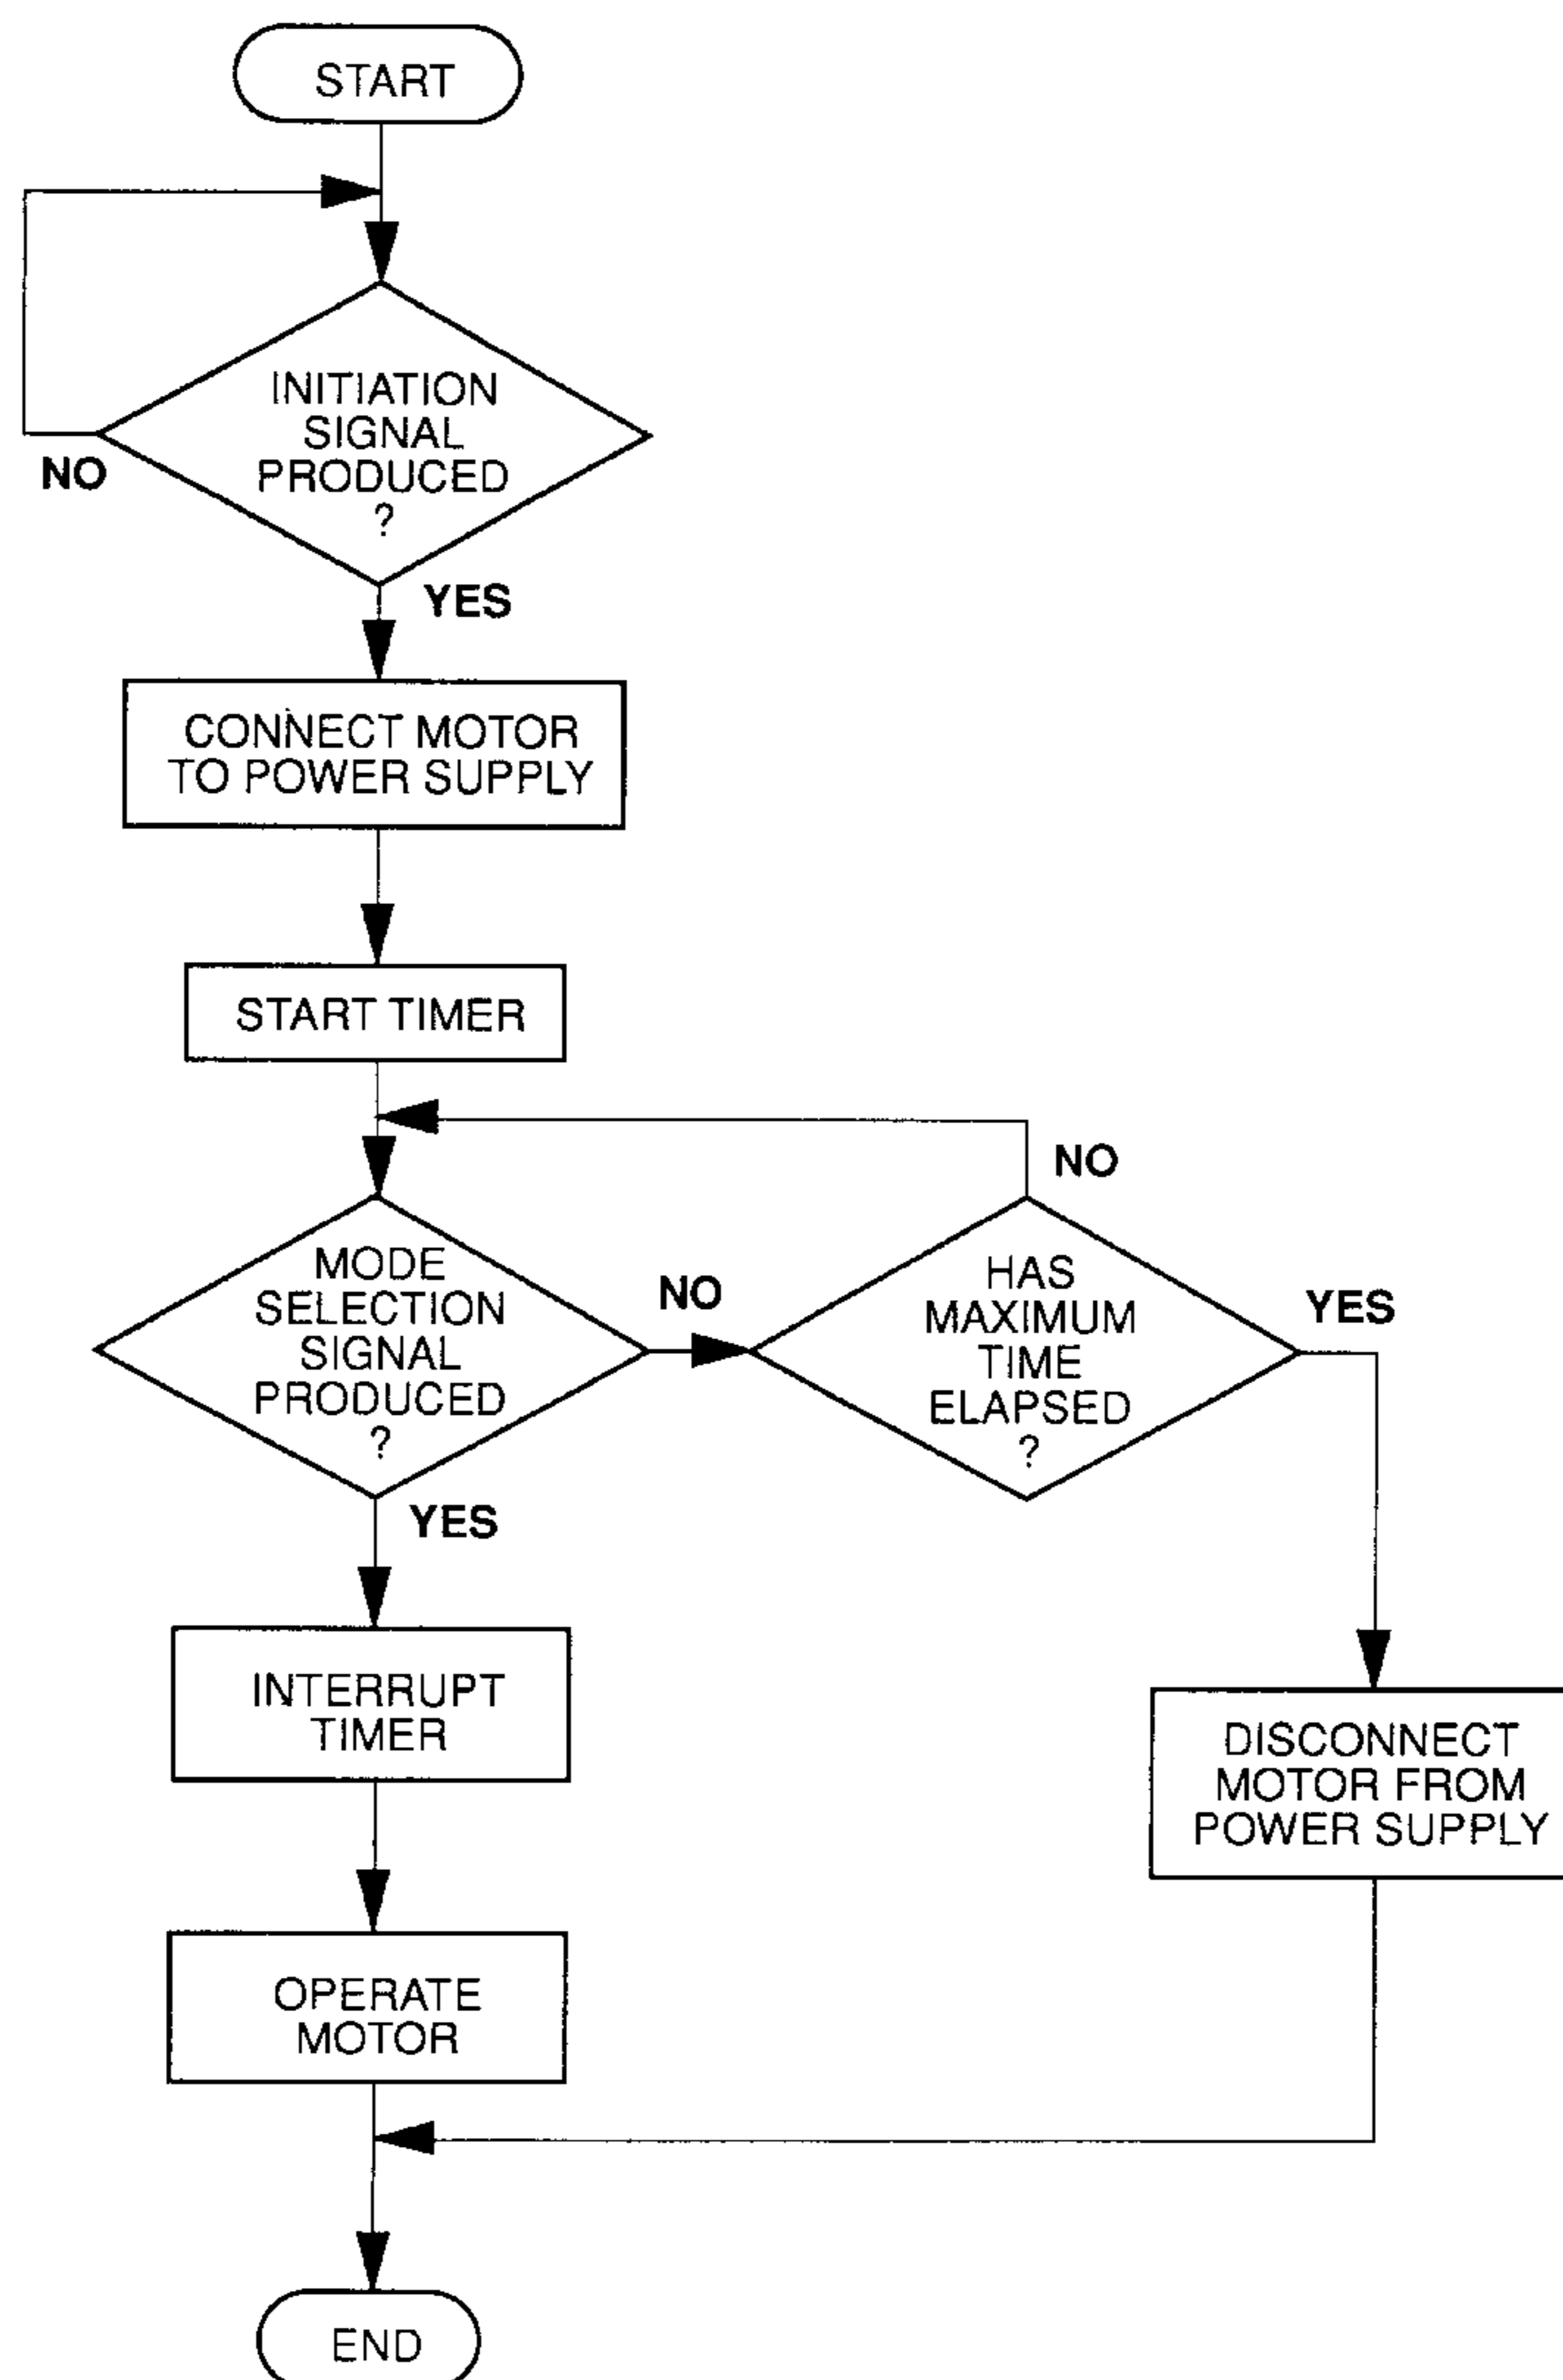 START
INITIATION
SIGNAL
PRODUCED
?
NO
YES
CONNECT MOTOR
TO POWER SUPPLY
START TIMER
NO
MODE
SELECTION
SIGNAL
PRODUCED
?
NO
HAS
MAXIMUM
TIME
ELAPSED
?
YES
YES
INTERRUPT
TIMER
DISCONNECT
MOTOR FROM
POWER SUPPLY
OPERATE
MOTOR
END